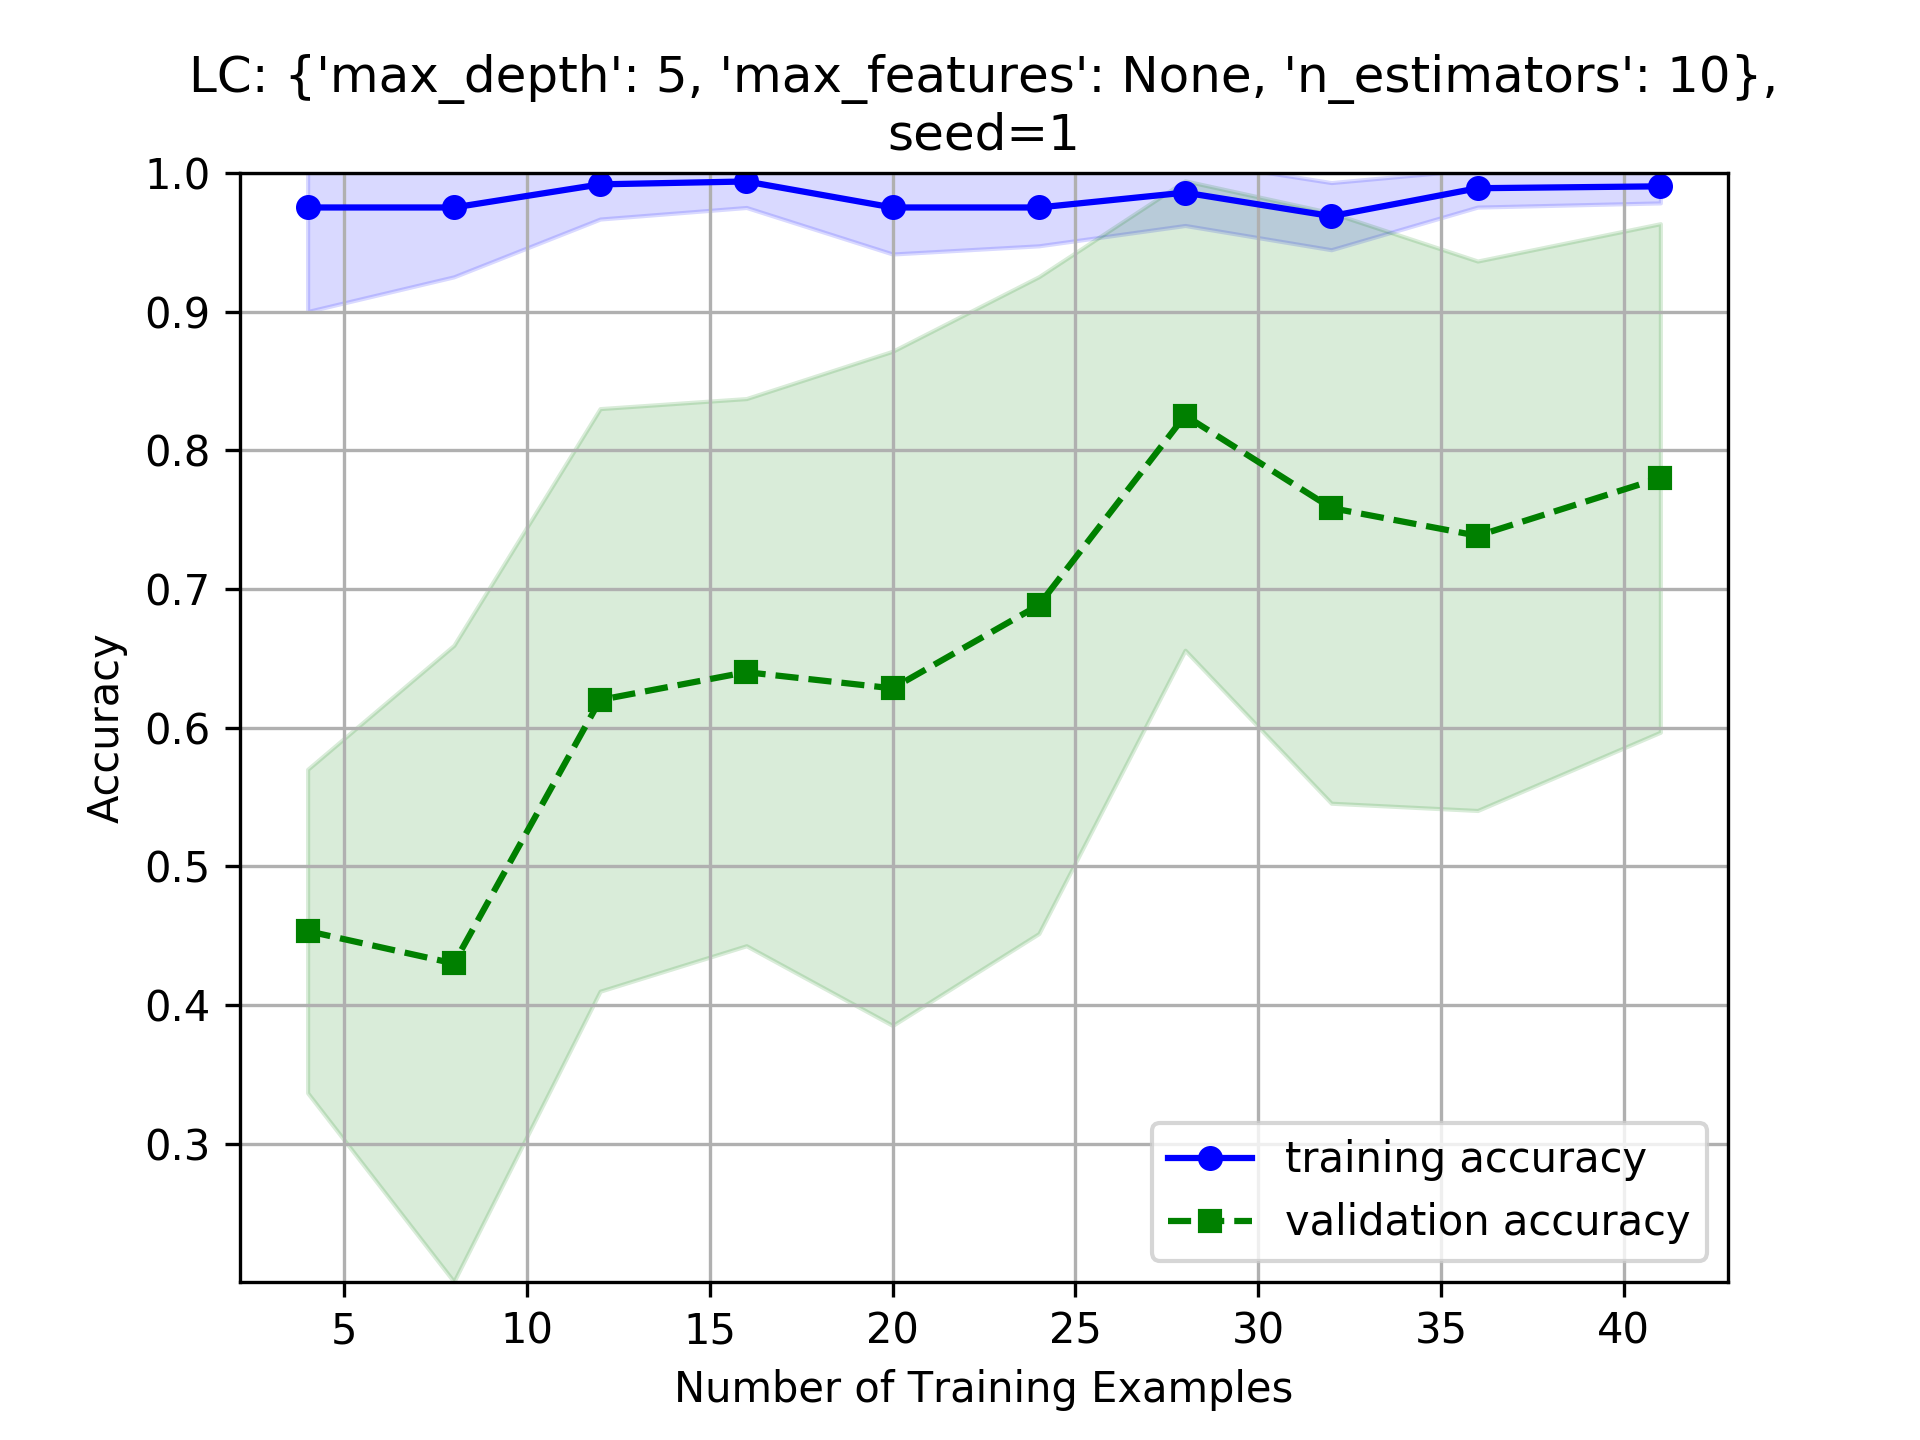 LC: {'max_depth': 5, 'max_features': None, 'n_estimators': 10},
seed=1
1.0
0.9
0.8
0.7
0.6
0.5
0.4
0.3
Accuracy
training accuracy
validation accuracy
5 10 15 20 25 30 35 40
Number of Training Examples